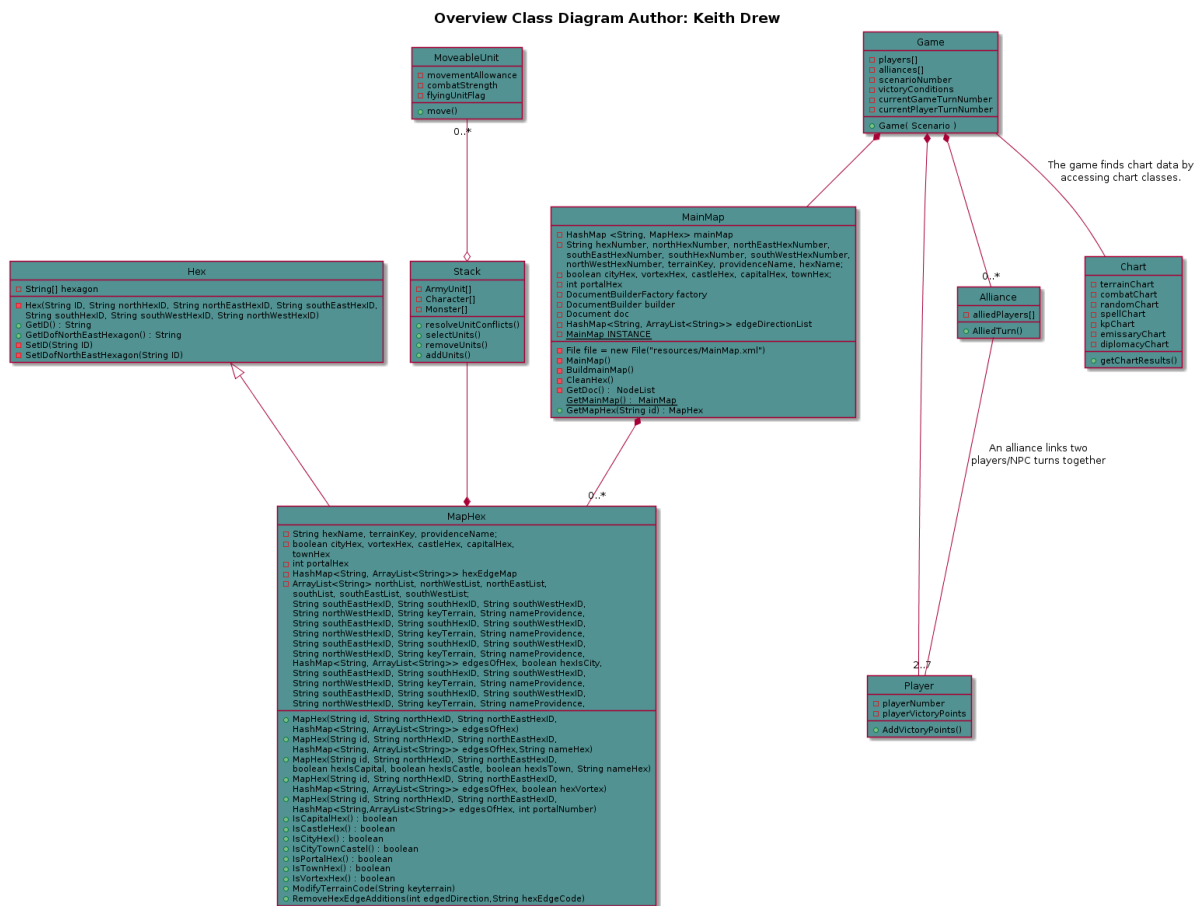 Overview Class Diagram Author: Keith Drew
MoveableUnit
movementAllowance
combatStrength
flyingUnitFlag
move()
0..*
Game
players[]
alliances[]
scenarioNumber
victoryConditions
currentGameTurnNumber
currentPlayerTurnNumber
Game( Scenario )
The game finds chart data by
accessing chart classes.
Hex
String[] hexagon
Hex(String ID, String northHexID, String northEastHexID, String southEastHexID,
String southHexID, String southWestHexID, String northWestHexID)
GetID() : String
GetIDofNorthEastHexagon() : String
SetID(String ID)
SetIDofNorthEastHexagon(String ID)
Stack
ArmyUnit[]
Character[]
Monster[]
resolveUnitConflicts()
selectUnits()
removeUnits()
addUnits()
MainMap
HashMap <String, MapHex> mainMap
String hexNumber, northHexNumber, northEastHexNumber,
southEastHexNumber, southHexNumber, southWestHexNumber,
northWestHexNumber, terrainKey, providenceName, hexName;
boolean cityHex, vortexHex, castleHex, capitalHex, townHex;
int portalHex
DocumentBuilderFactory factory
DocumentBuilder builder
Document doc
HashMap<String, ArrayList<String>> edgeDirectionList
MainMap INSTANCE
File file = new File("resources/MainMap.xml")
MainMap()
BuildmainMap()
CleanHex()
GetDoc() : NodeList
GetMainMap() : MainMap
GetMapHex(String id) : MapHex
0..*
Alliance
alliedPlayers[]
AlliedTurn()
Chart
terrainChart
combatChart
randomChart
spellChart
kpChart
emissaryChart
diplomacyChart
getChartResults()
An alliance links two
players/NPC turns together
0..*
MapHex
String hexName, terrainKey, providenceName;
boolean cityHex, vortexHex, castleHex, capitalHex,
townHex
int portalHex
HashMap<String, ArrayList<String>> hexEdgeMap
ArrayList<String> northList, northWestList, northEastList,
southList, southEastList, southWestList;
String southEastHexID, String southHexID, String southWestHexID,
String northWestHexID, String keyTerrain, String nameProvidence,
String southEastHexID, String southHexID, String southWestHexID,
String northWestHexID, String keyTerrain, String nameProvidence,
String southEastHexID, String southHexID, String southWestHexID,
String northWestHexID, String keyTerrain, String nameProvidence,
HashMap<String, ArrayList<String>> edgesOfHex, boolean hexIsCity,
String southEastHexID, String southHexID, String southWestHexID,
String northWestHexID, String keyTerrain, String nameProvidence,
String southEastHexID, String southHexID, String southWestHexID,
String northWestHexID, String keyTerrain, String nameProvidence,
MapHex(String id, String northHexID, String northEastHexID,
HashMap<String, ArrayList<String>> edgesOfHex)
MapHex(String id, String northHexID, String northEastHexID,
HashMap<String, ArrayList<String>> edgesOfHex,String nameHex)
MapHex(String id, String northHexID, String northEastHexID,
boolean hexIsCapital, boolean hexIsCastle, boolean hexIsTown, String nameHex)
MapHex(String id, String northHexID, String northEastHexID,
HashMap<String, ArrayList<String>> edgesOfHex, boolean hexVortex)
MapHex(String id, String northHexID, String northEastHexID,
HashMap<String,ArrayList<String>> edgesOfHex, int portalNumber)
IsCapitalHex() : boolean
IsCastleHex() : boolean
IsCityHex() : boolean
IsCityTownCastel() : boolean
IsPortalHex() : boolean
IsTownHex() : boolean
IsVortexHex() : boolean
ModifyTerrainCode(String keyterrain)
RemoveHexEdgeAdditions(int edgedDirection,String hexEdgeCode)
2..7
Player
playerNumber
playerVictoryPoints
AddVictoryPoints()